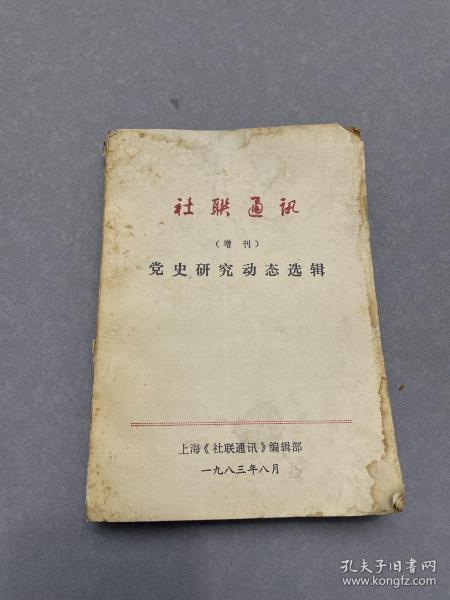 社联通讯
（增刊）
党史研究动态选辑
上海《社联通讯》编辑部
一九八三年八月
孔夫子旧书网
www.kongfz.com